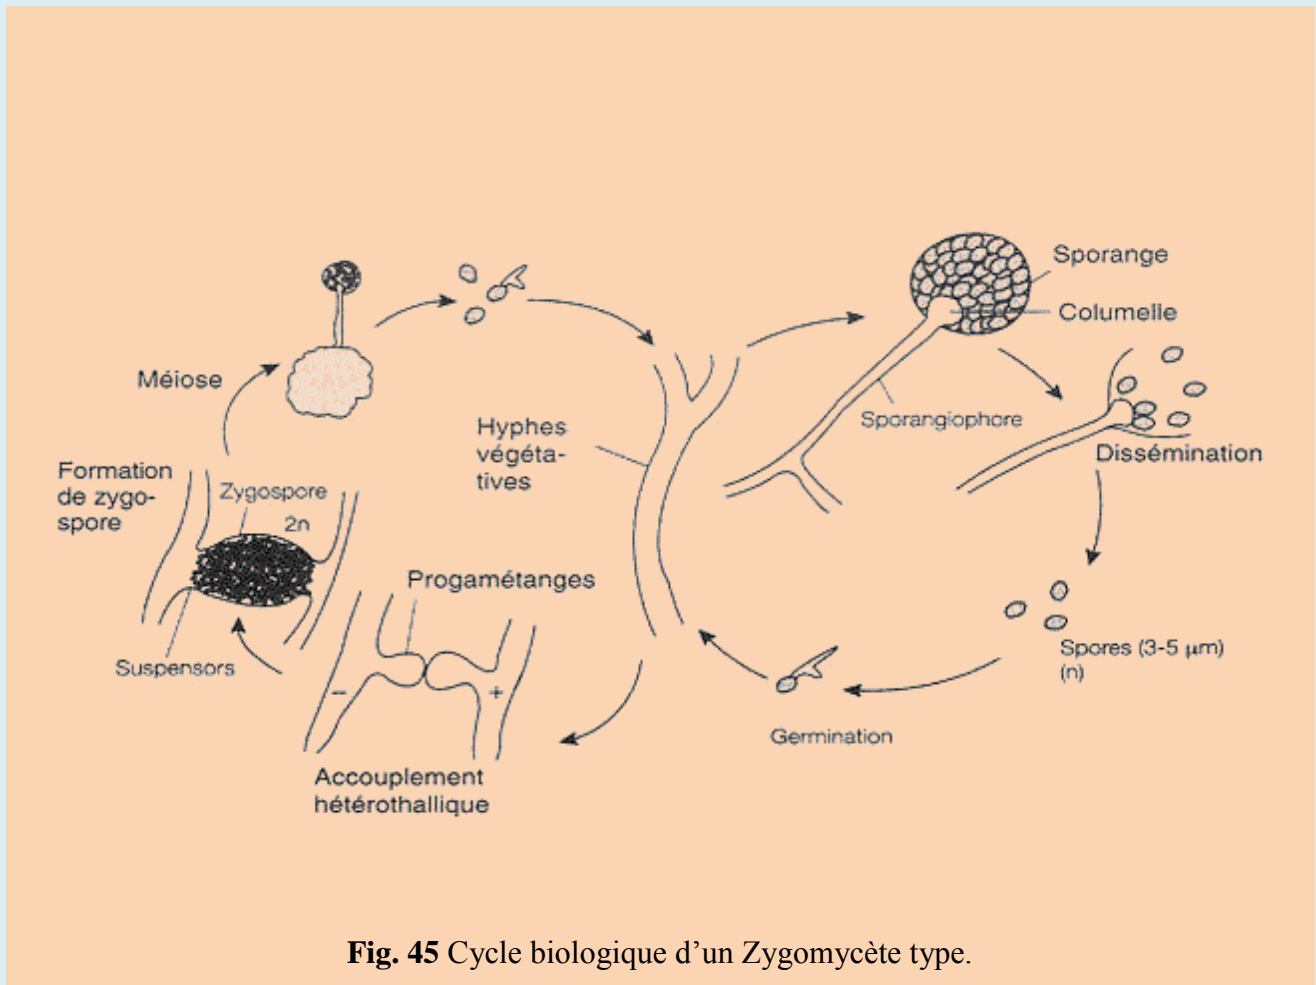 Sporange
Columelle
Sporangiophore
Dissémination
Spores (3-5 µm)
(n)
Germination
Hyphes
végéta-
tives
Méiose
Formation
de zygo-
spore
Zygospore
2n
Suspensors
Progamétanges
–
+
Accouplement
hétérothallique
Fig. 45 Cycle biologique d’un Zygomycète type.